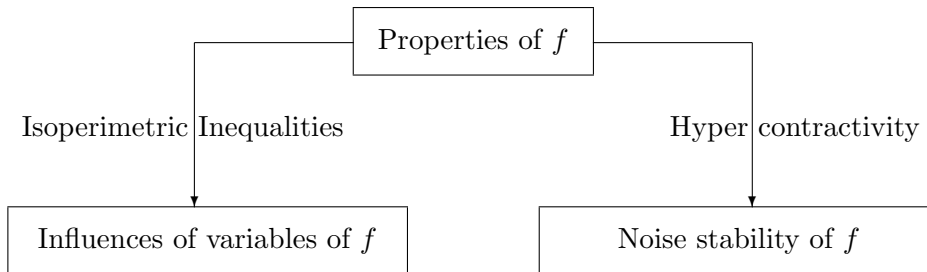 Properties of f
Isoperimetric Inequalities
Hyper contractivity
Influences of variables of f
Noise stability of f